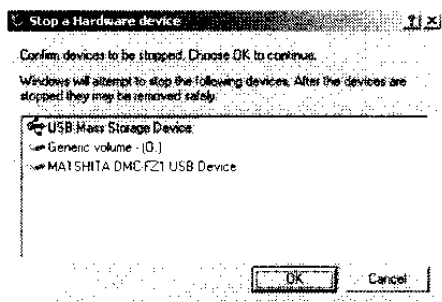 Stop a Hardware device
Confirm devices to be stopped, Choose OK to continue.
Windows will attempt to stop the following devices. After the devices are
stopped they may be removed safely.
USB Mass Storage Device
Generic volume - (G:)
MATSHITA DMC-FZ1 USB Device
OK
Cancel